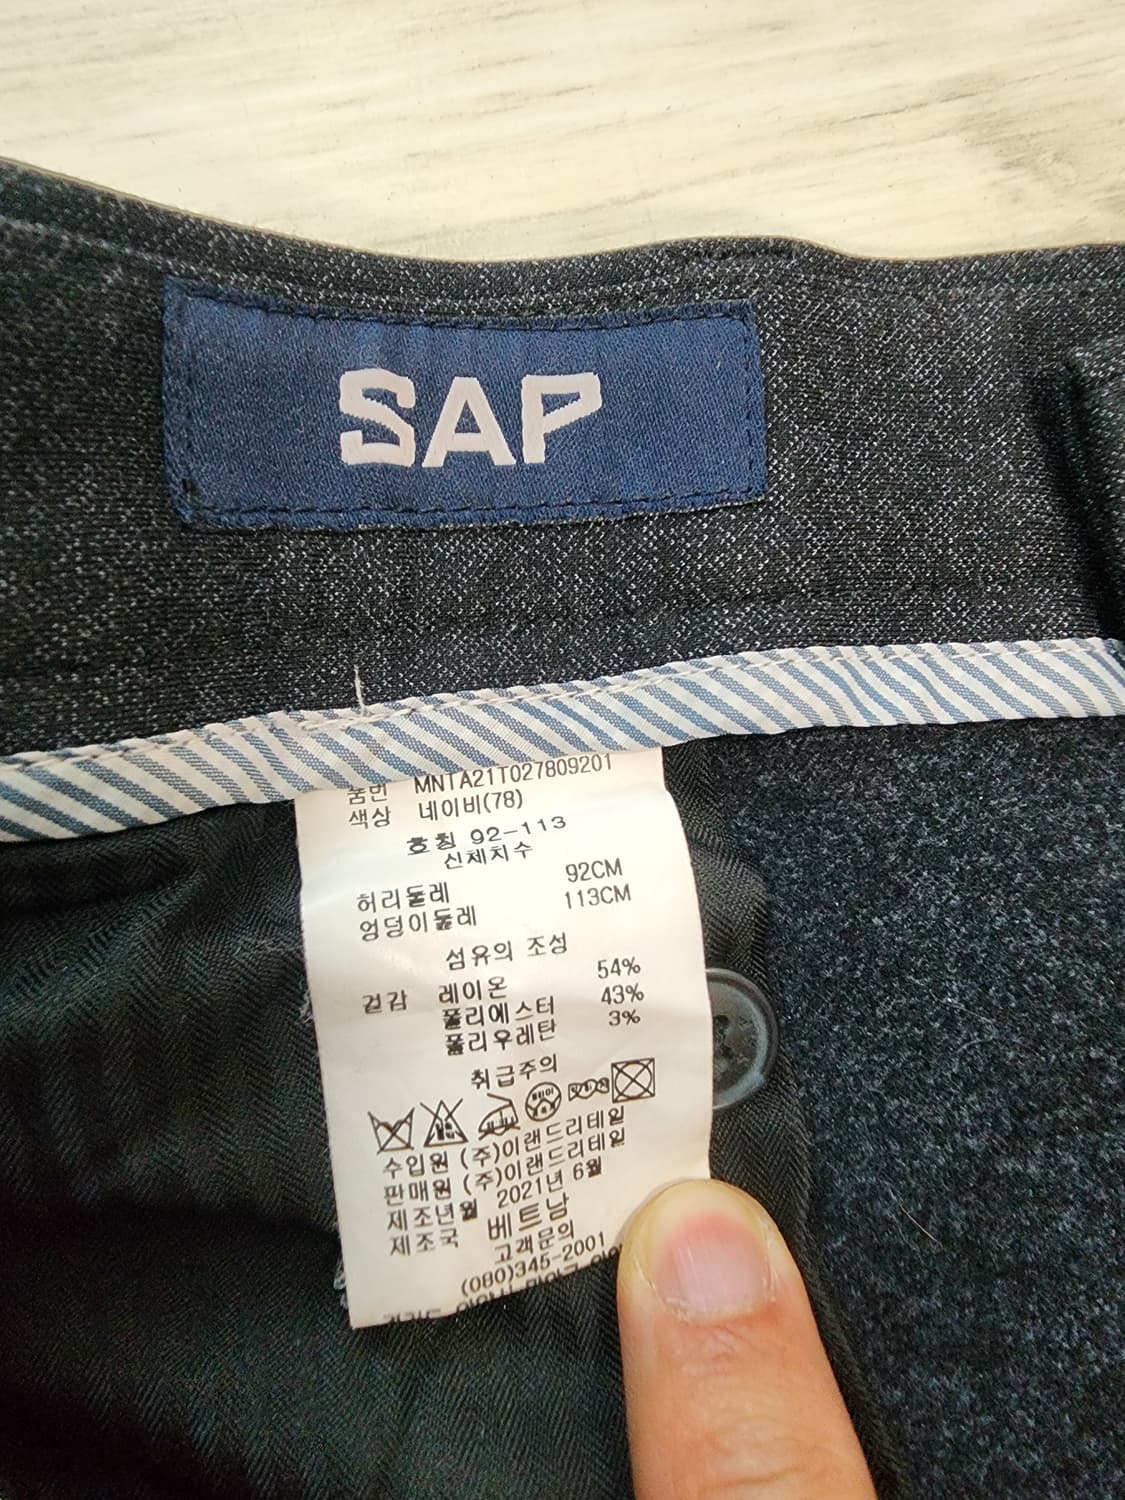 SAP
품번 MNTA21T027809201
색상 네이비(78)
호칭 92-113
신체치수
허리둘레 92CM
엉덩이둘레 113CM
섬유의 조성
겉감 레이온 54%
폴리에스터 43%
폴리우레탄 3%
취급주의
수입원 (주)이랜드리테일
판매원 (주)이랜드리테일
제조년월 2021년 6월
제조국 베트남
고객문의
(080)345-2001